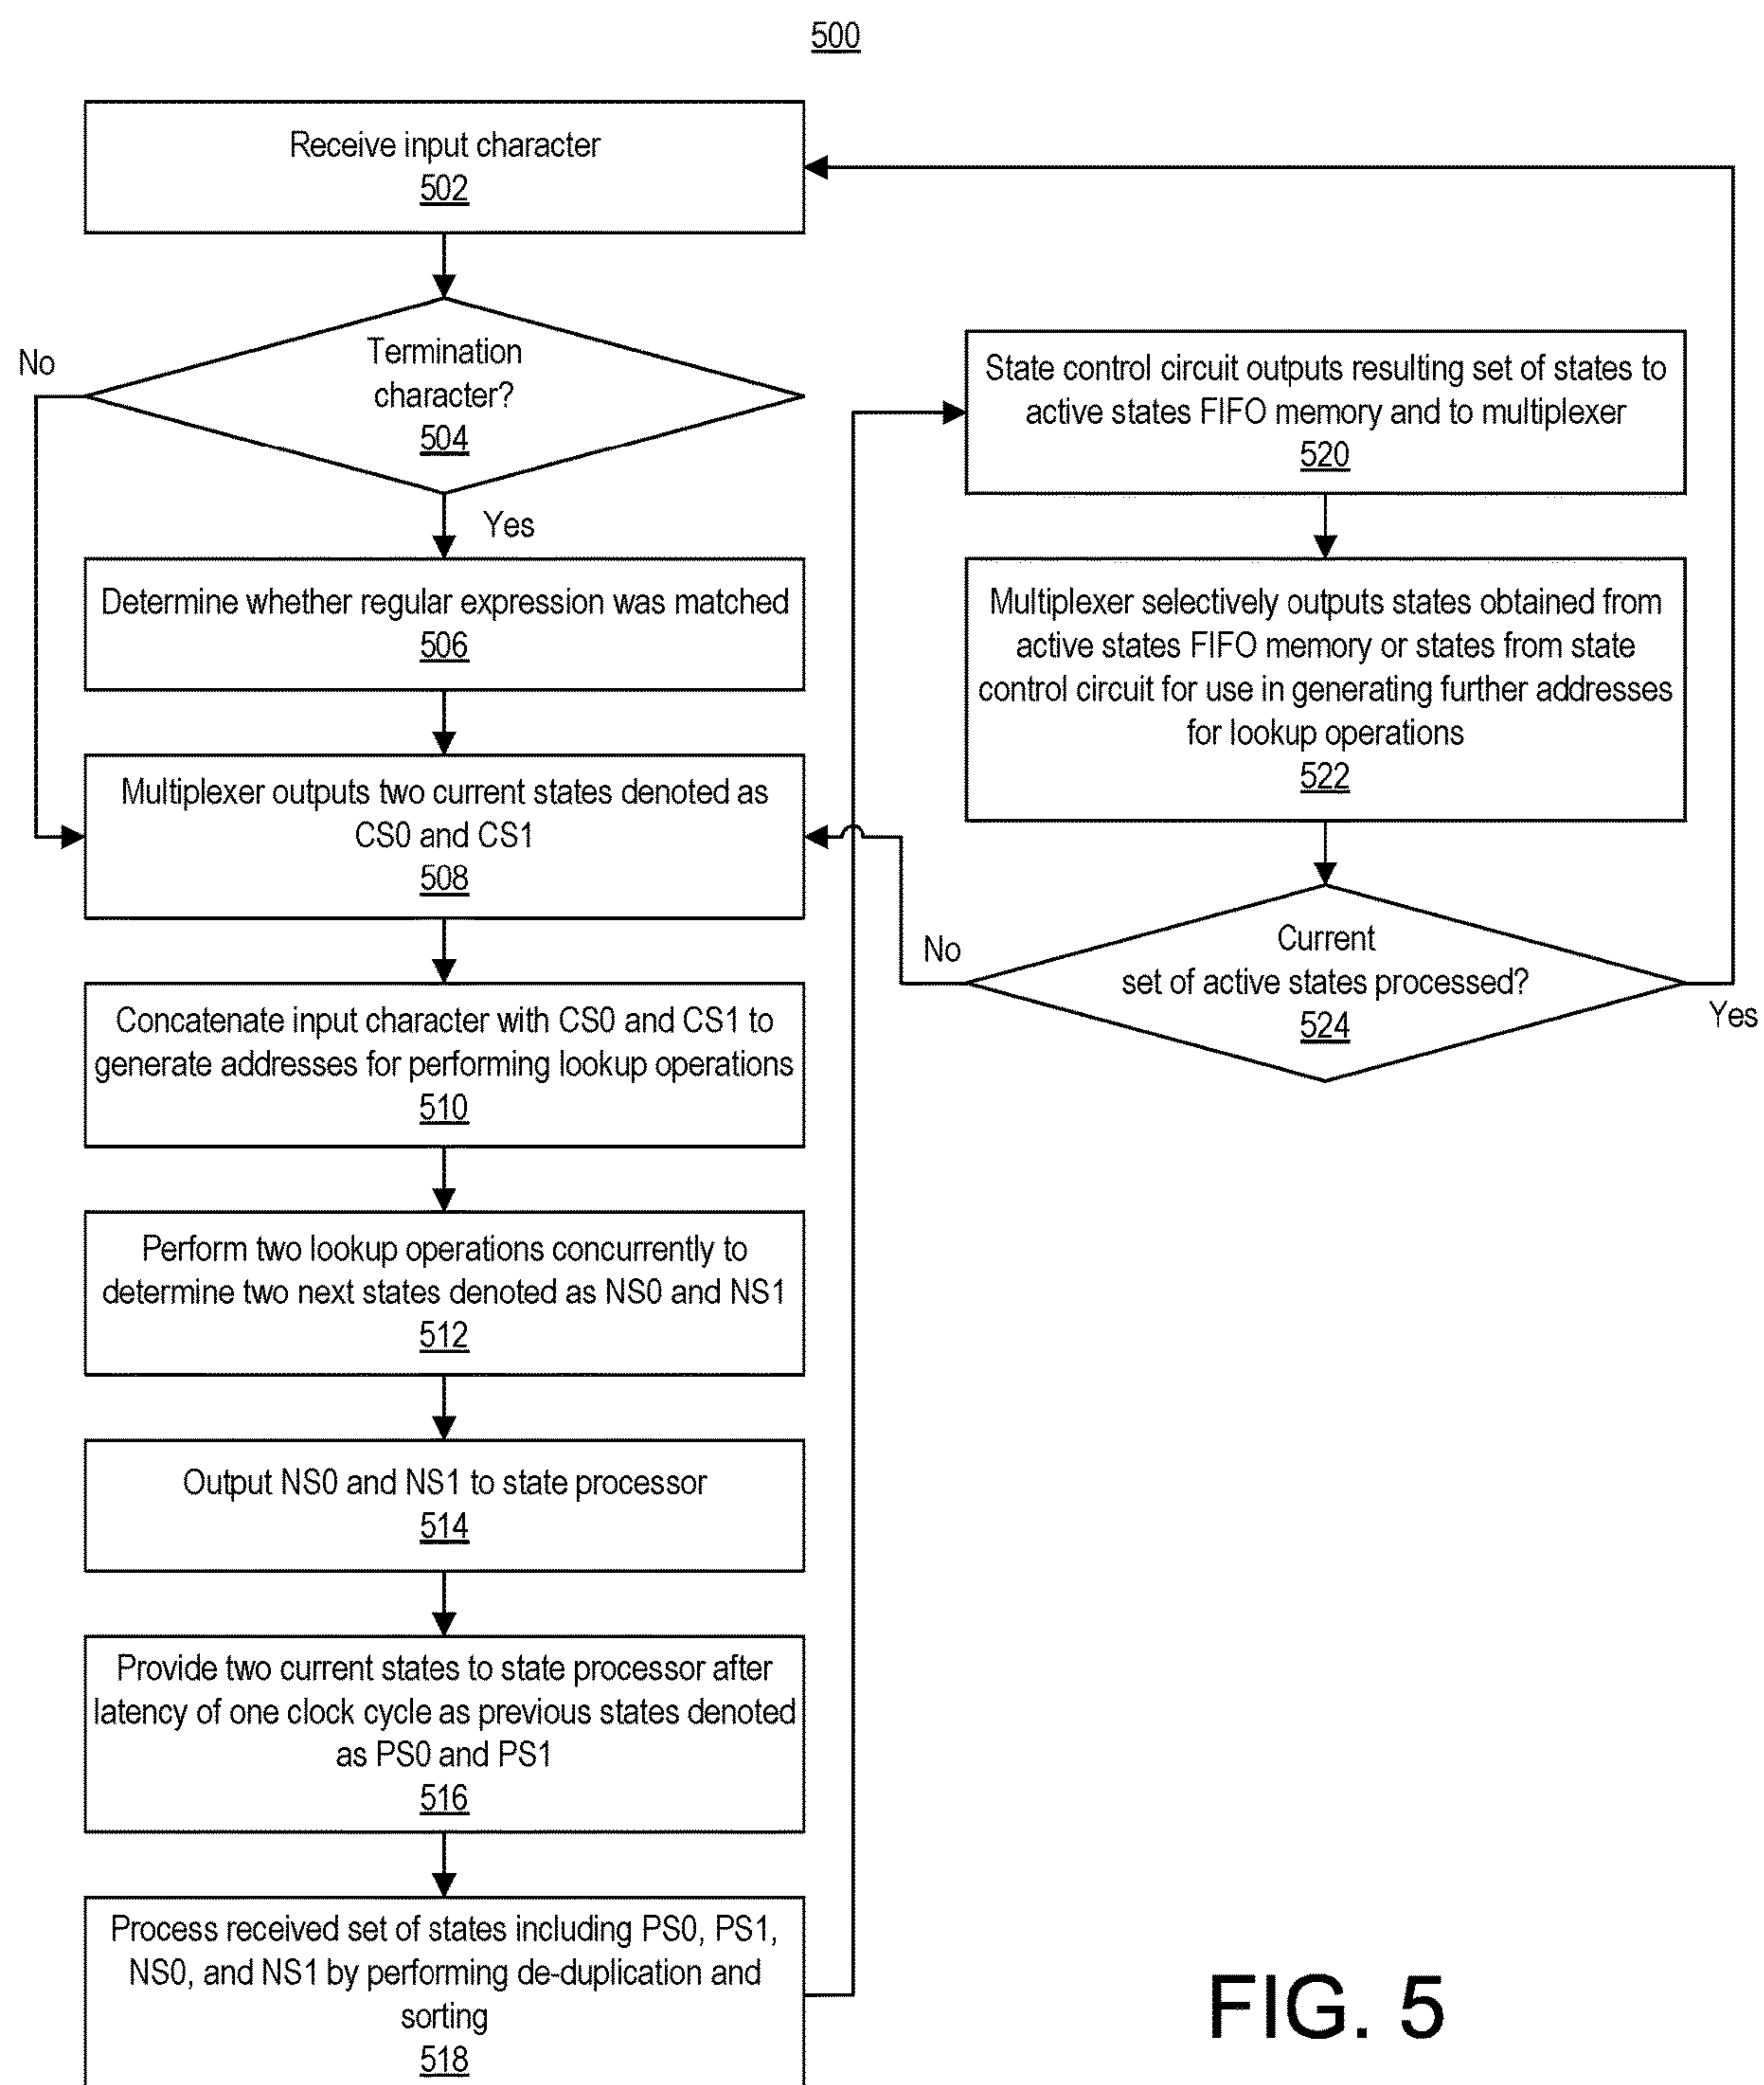 500
Receive input character
502
Termination
character?
504
No
Yes
Determine whether regular expression was matched
506
Multiplexer outputs two current states denoted as
CS0 and CS1
508
Concatenate input character with CS0 and CS1 to
generate addresses for performing lookup operations
510
Perform two lookup operations concurrently to
determine two next states denoted as NS0 and NS1
512
Output NS0 and NS1 to state processor
514
Provide two current states to state processor after
latency of one clock cycle as previous states denoted
as PS0 and PS1
516
Process received set of states including PS0, PS1,
NS0, and NS1 by performing de-duplication and
sorting
518
State control circuit outputs resulting set of states to
active states FIFO memory and to multiplexer
520
Multiplexer selectively outputs states obtained from
active states FIFO memory or states from state
control circuit for use in generating further addresses
for lookup operations
522
Current
set of active states processed?
524
No
Yes
FIG. 5